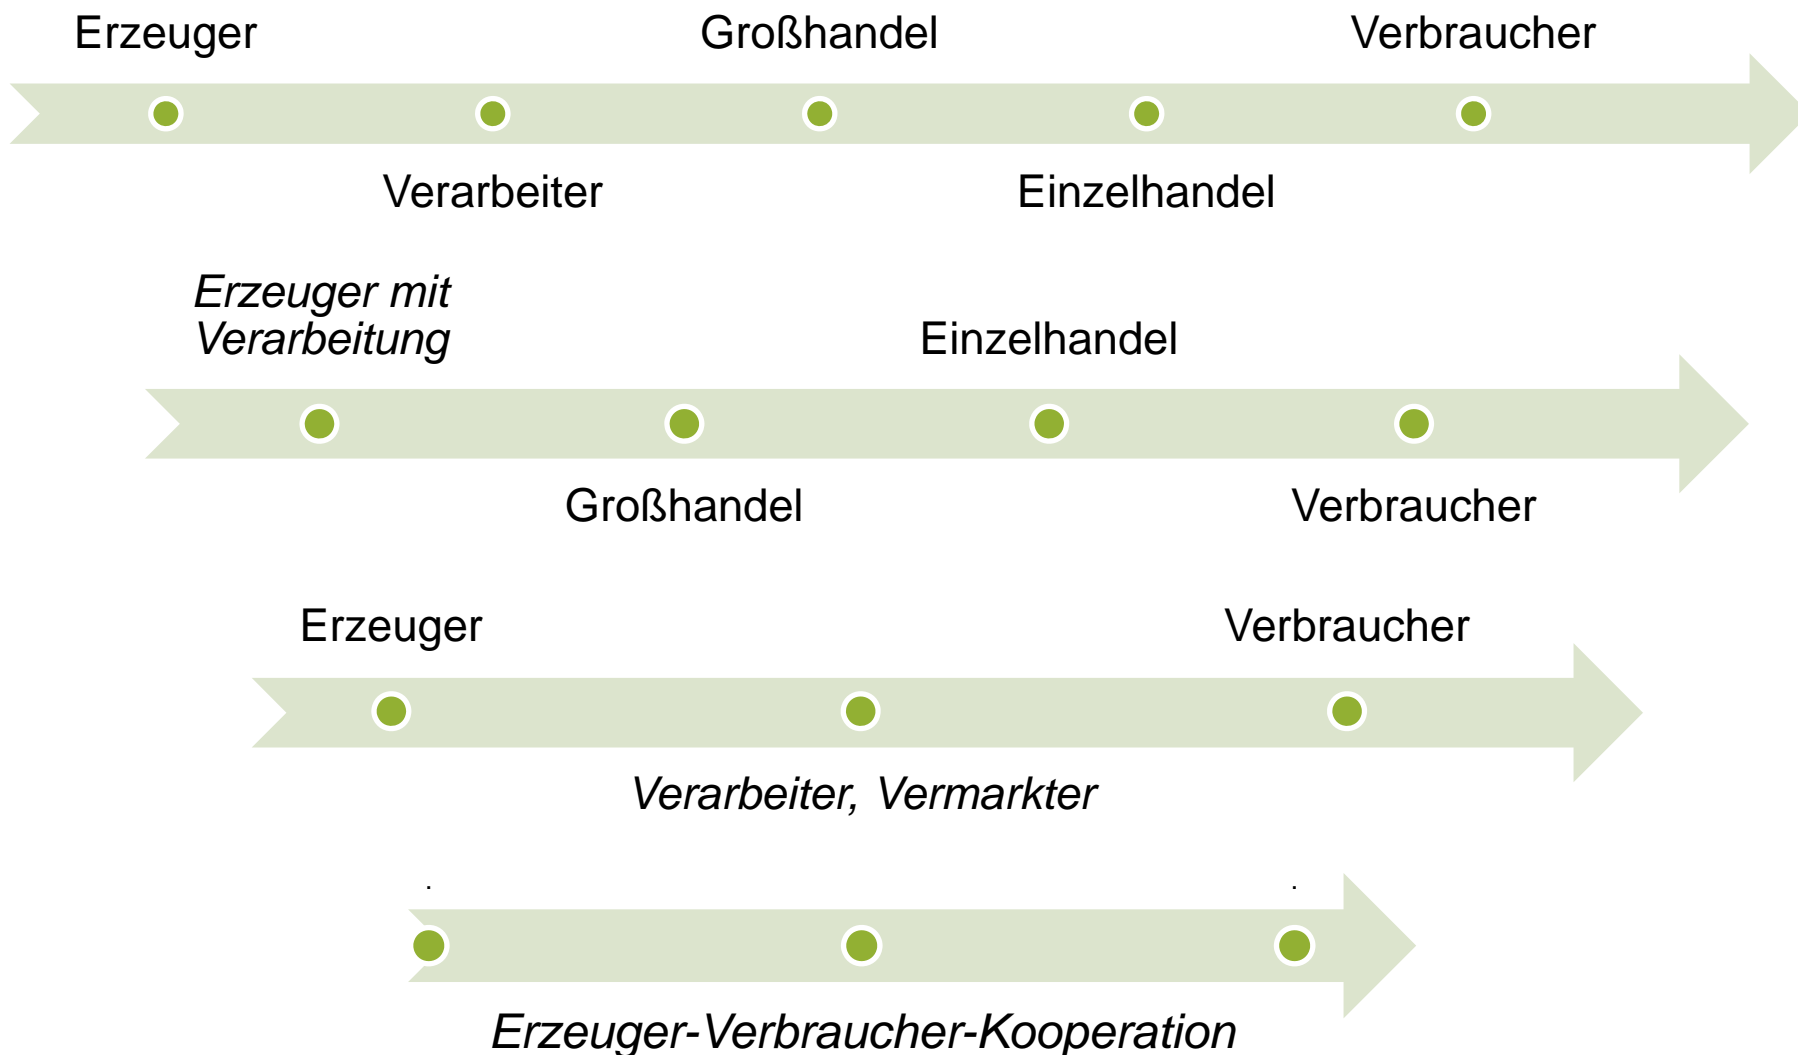 Erzeuger
Großhandel
Verbraucher
Verarbeiter
Einzelhandel
Erzeuger mit
Verarbeitung
Einzelhandel
Großhandel
Verbraucher
Erzeuger
Verbraucher
Verarbeiter, Vermarkter
. .
Erzeuger-Verbraucher-Kooperation